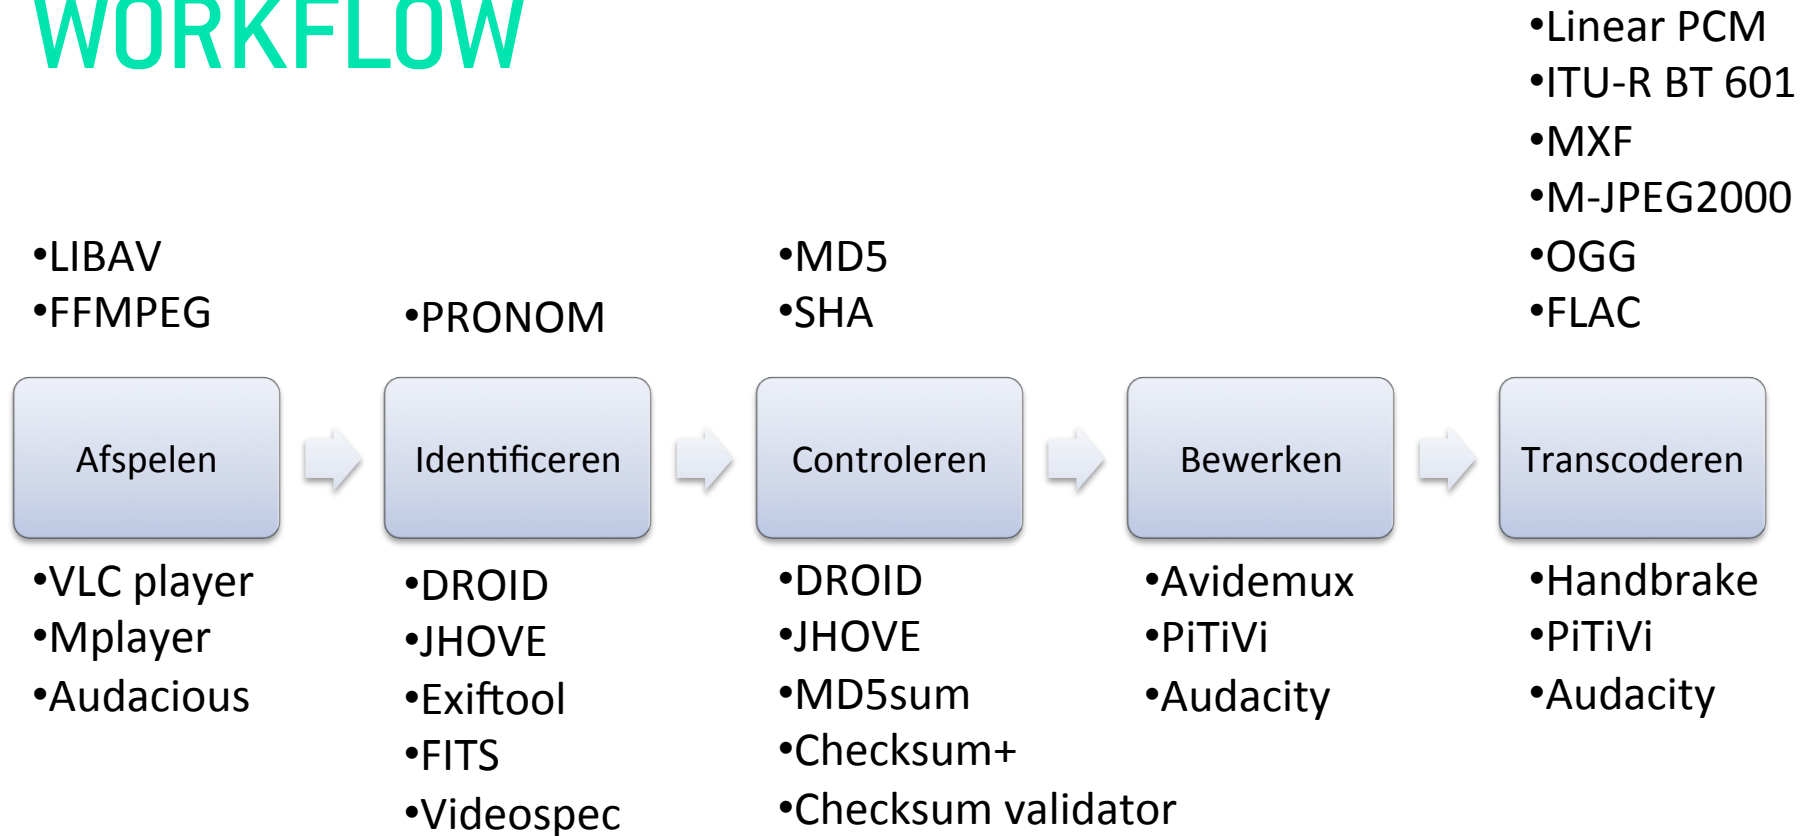 WORKFLOW
•LIBAV
•FFMPEG
•PRONOM
•MD5
•SHA
•Linear PCM
•ITU-R BT 601
•MXF
•M-JPEG2000
•OGG
•FLAC
Afspelen
Identificeren
Controleren
Bewerken
Transcoderen
•VLC player
•Mplayer
•Audacious
•DROID
•JHOVE
•Exiftool
•FITS
•Videospec
•DROID
•JHOVE
•MD5sum
•Checksum+
•Checksum validator
•Avidemux
•PiTiVi
•Audacity
•Handbrake
•PiTiVi
•Audacity